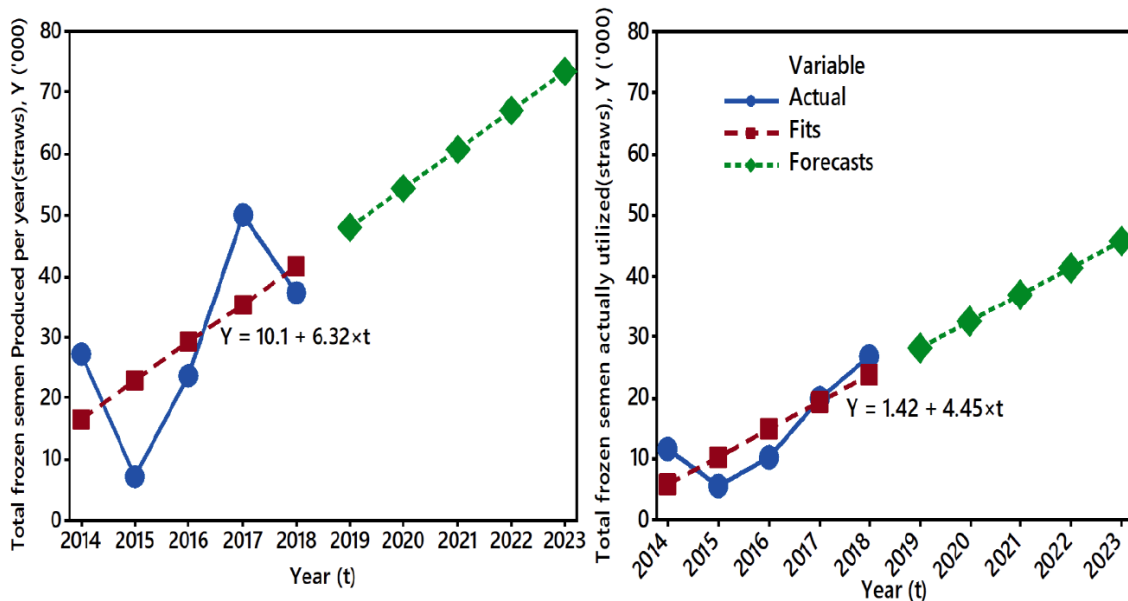 Total frozen semen Produced per year(straws), Y ('000)
80
70
60
50
40
30
20
10
0
Y = 10.1 + 6.32×t
2014 2015 2016 2017 2018 2019 2020 2021 2022 2023
Year (t)
Total frozen semen actually utilized(straws), Y ('000)
80
70
60
50
40
30
20
10
0
Variable
Actual
Fits
Forecasts
Y = 1.42 + 4.45×t
2014 2015 2016 2017 2018 2019 2020 2021 2022 2023
Year (t)